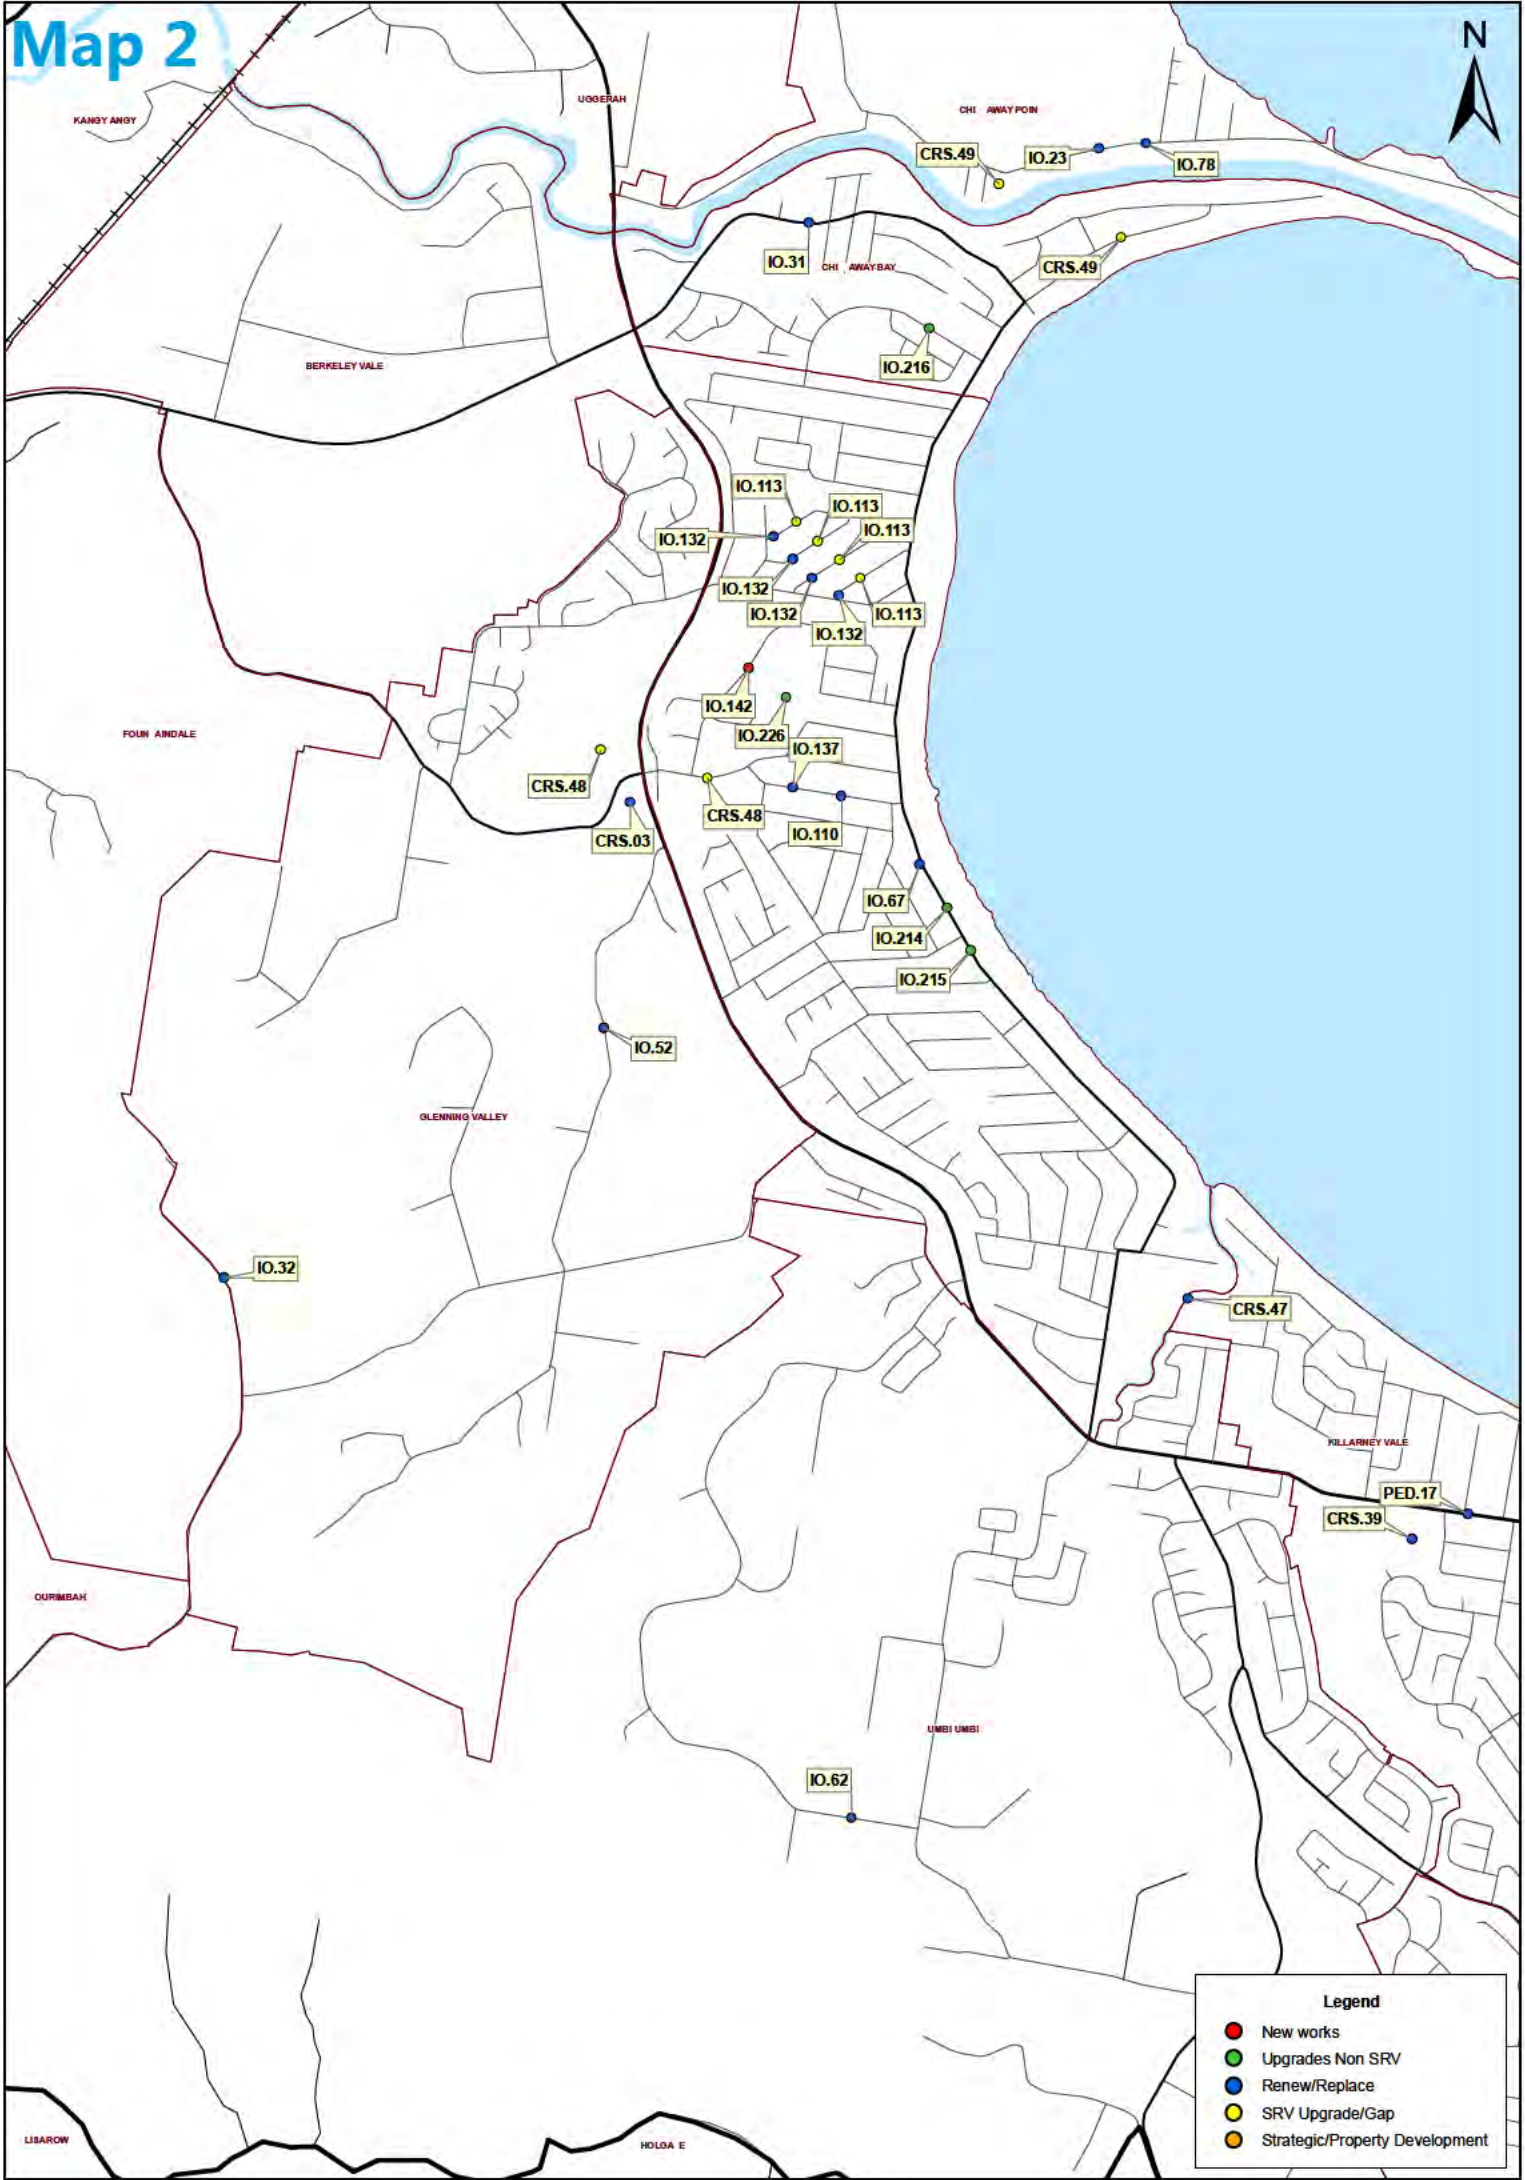 Map 2
N
KANGY ANGY
UGGERAH
CHI AWAY POIN
CRS.49
IO.23
IO.78
IO.31
CHI AWAY BAY
CRS.49
IO.216
BERKELEY VALE
IO.113
IO.113
IO.113
IO.132
IO.132
IO.132
IO.113
IO.132
IO.142
IO.226
FOUN AINDALE
IO.137
CRS.48
CRS.48
IO.110
CRS.03
IO.67
IO.214
IO.215
IO.52
GLENNING VALLEY
IO.32
CRS.47
KILLARNEY VALE
PED.17
CRS.39
OURIMBAH
UMBI UMBI
IO.62
Legend
New works
Upgrades Non SRV
Renew/Replace
SRV Upgrade/Gap
Strategic/Property Development
LISAROW
HOLGA E